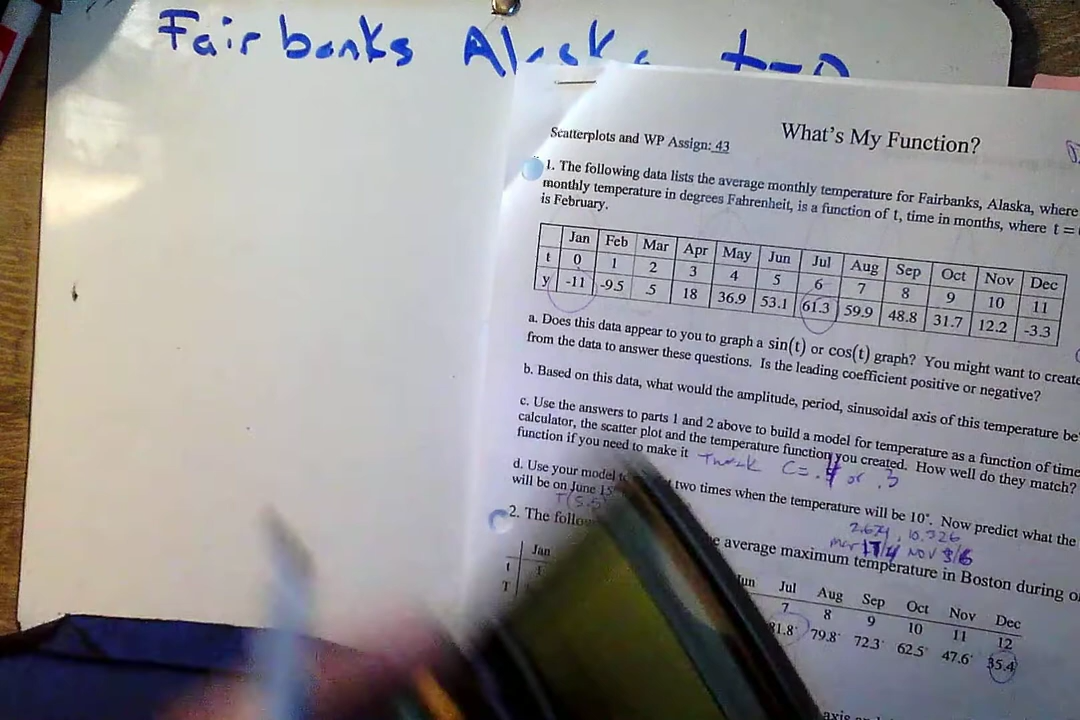 Fairbanks Alaska t=0
What's My Function?
Scatterplots and WP Assign: 43
1. The following data lists the average monthly temperature for Fairbanks, Alaska, where
monthly temperature in degrees Fahrenheit, is a function of t, time in months, where t =
is February.
Jan Feb Mar Apr May Jun Jul Aug Sep Oct Nov Dec
t 0 1 2 3 4 5 6 7 8 9 10 11
y -11 -9.5 .5 18 36.9 53.1 61.3 59.9 48.8 31.7 12.2 -3.3
a. Does this data appear to you to graph a sin(t) or cos(t) graph? You might want to create
from the data to answer these questions. Is the leading coefficient positive or negative?
b. Based on this data, what would the amplitude, period, sinusoidal axis of this temperature be
c. Use the answers to parts 1 and 2 above to build a model for temperature as a function of time
calculator, the scatter plot and the temperature function you created. How well do they match?
function if you need to make it Tweak C= .4 or .3
d. Use your model to two times when the temperature will be 10°. Now predict what the
will be on June 15
T(5.5)
2.674, 10.326
2. The follow e average maximum temperature in Boston during
Jan Jun Jul Aug Sep Oct Nov Dec
t 7 8 9 10 11 12
T 81.8° 79.8° 72.3° 62.5° 47.6° 35.4
axis